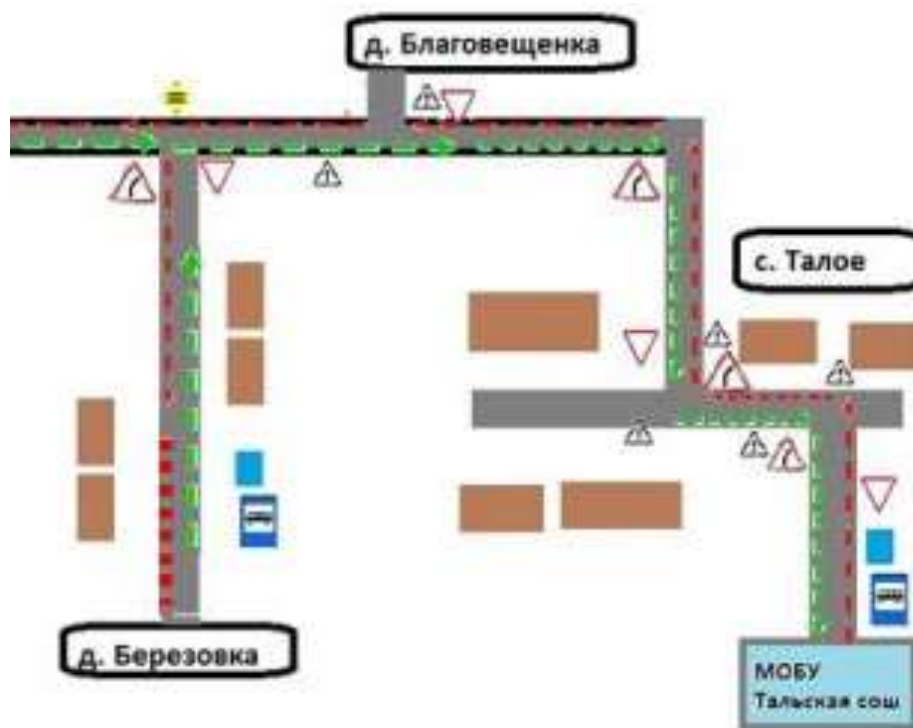 д. Благовещенка
с. Талое
д. Березовка
МОБУ
Тальская сош